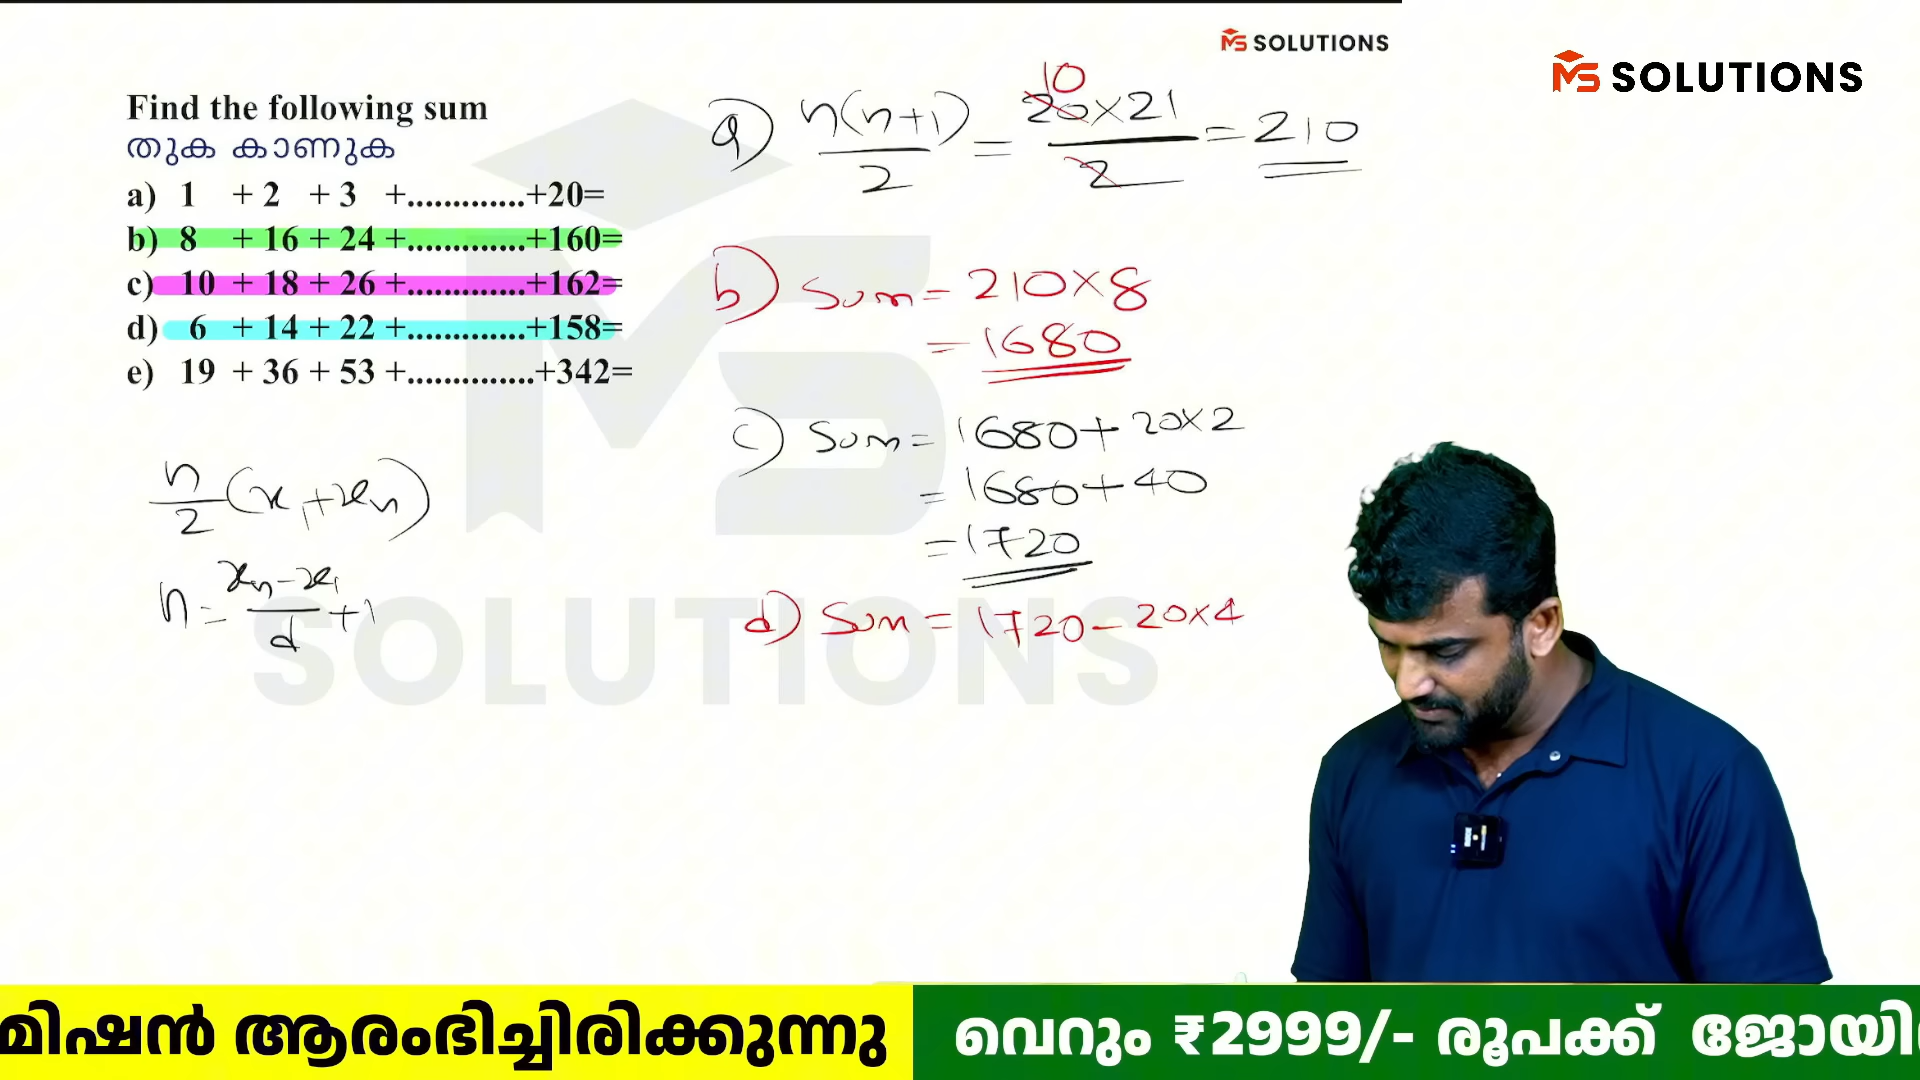 MS SOLUTIONS
MS SOLUTIONS
Find the following sum
തുക കാണുക
a) 1 + 2 + 3 +.............+20=
b) 8 + 16 + 24 +.............+160=
c) 10 + 18 + 26 +.............+162=
d) 6 + 14 + 22 +.............+158=
e) 19 + 36 + 53 +..............+342=
n/2 (x₁+xₙ)
n = (xₙ-x₁)/d +1
a) n(n+1)/2 = 20×21/2 = 210
10
b) Sum = 210×8
= 1680
c) Sum = 1680+20×2
= 1680+40
= 1720
d) Sum = 1720-20×4
SOLUTIONS
മിഷൻ ആരംഭിച്ചിരിക്കുന്നു
വെറും ₹2999/- രൂപക്ക് ജോയി